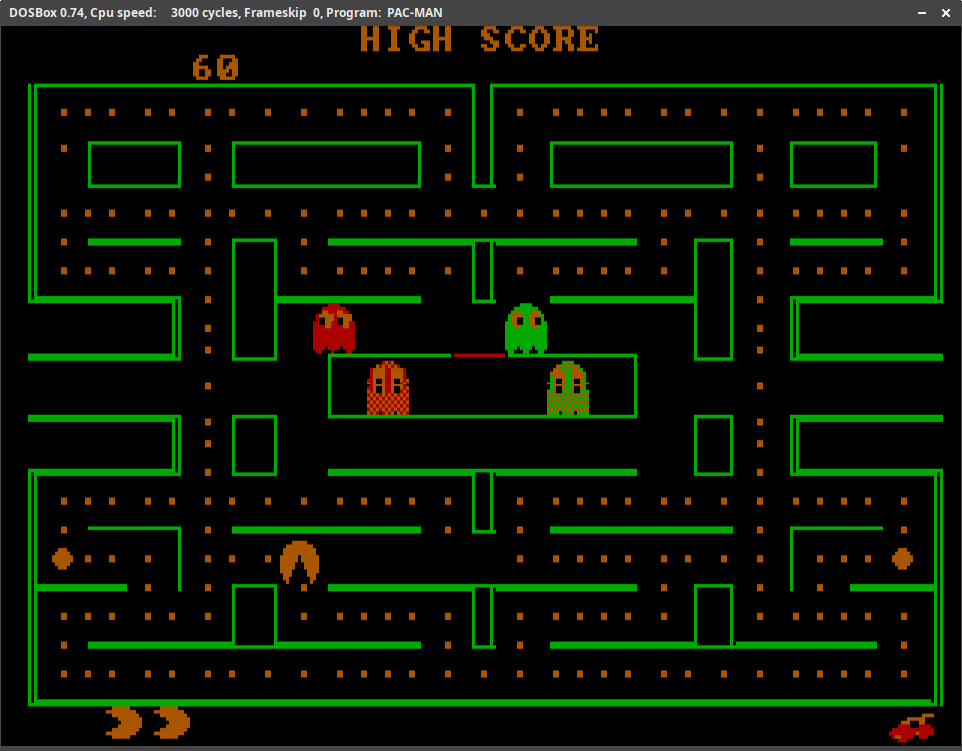 DOSBox 0.74, Cpu speed: 3000 cycles, Frameskip 0, Program: PAC-MAN
HIGH SCORE
60